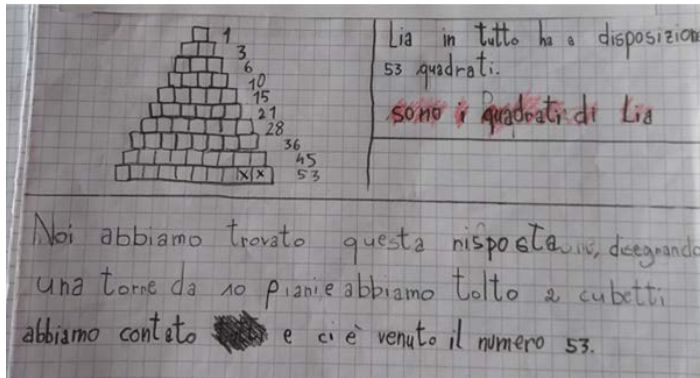 1
3
6
10
15
21
28
36
45
x x 53
Lia in tutto ha a disposizione
53 quadrati.
sono i quadrati di Lia
Noi abbiamo trovato questa risposta disegnando
una torre da 10 piani e abbiamo tolto 2 cubetti
abbiamo contato e ci è venuto il numero 53.